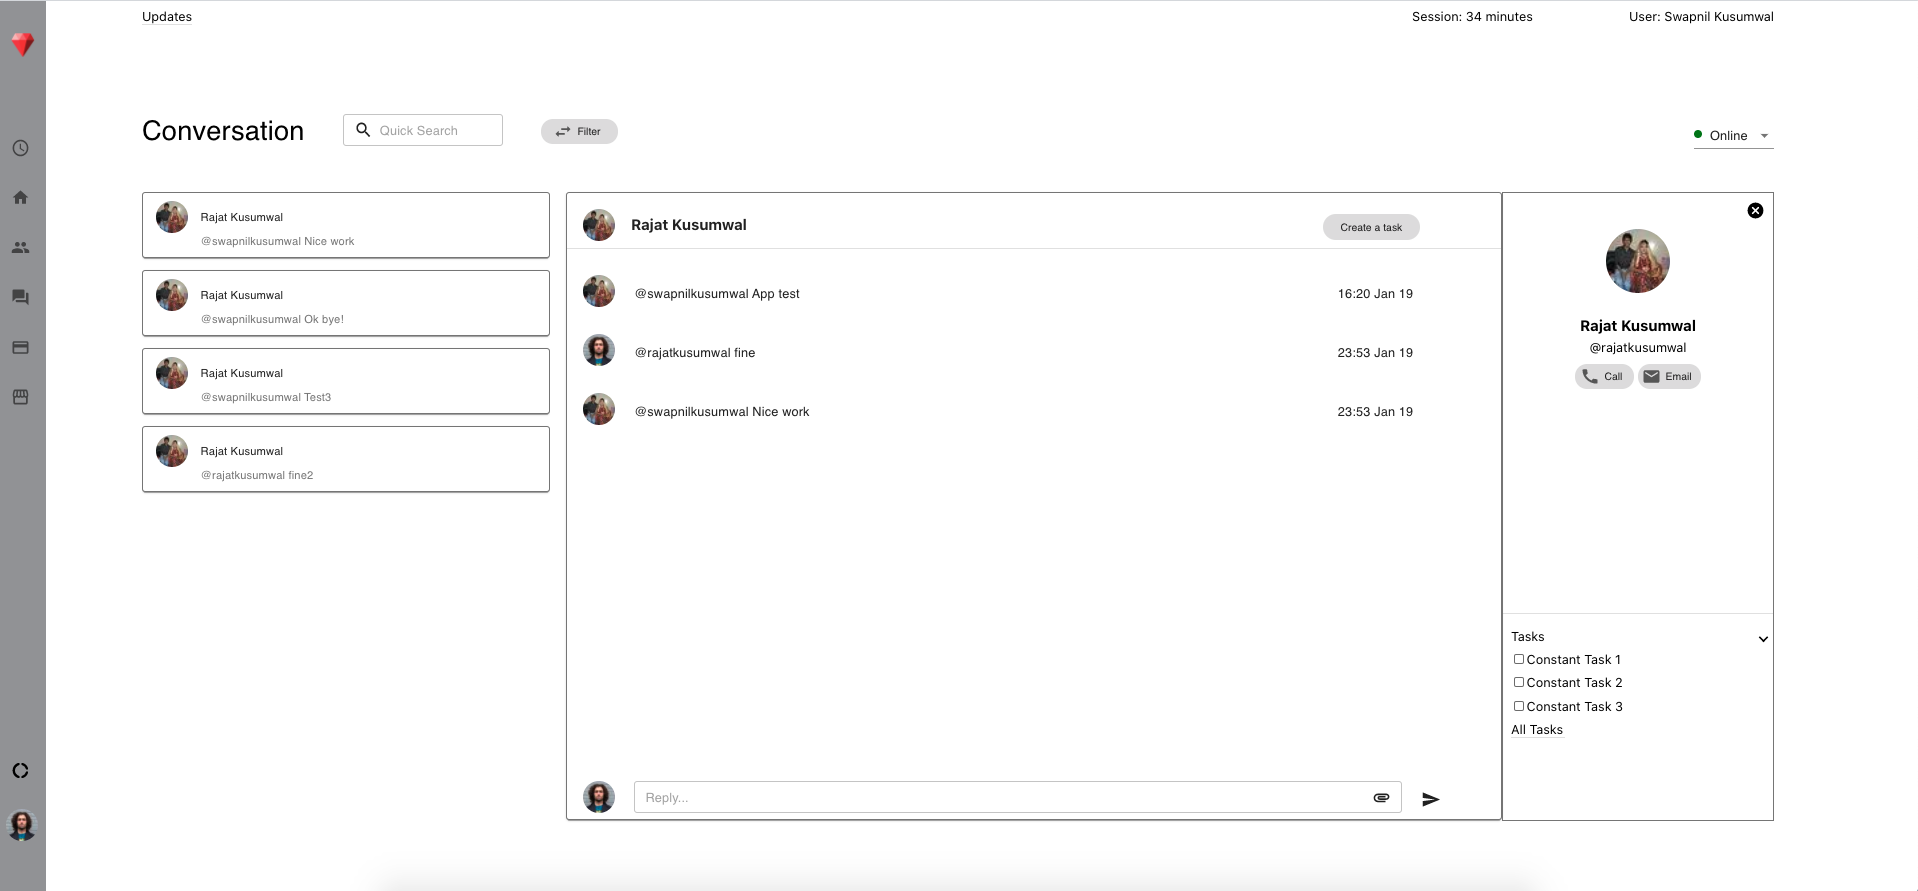 Updates
Session: 34 minutes
User: Swapnil Kusumwal
Conversation
Quick Search
Filter
Online
Rajat Kusumwal
@swapnilkusumwal Nice work
Rajat Kusumwal
@swapnilkusumwal Ok bye!
Rajat Kusumwal
@swapnilkusumwal Test3
Rajat Kusumwal
@rajatkusumwal fine2
Rajat Kusumwal
Create a task
@swapnilkusumwal App test
16:20 Jan 19
@rajatkusumwal fine
23:53 Jan 19
@swapnilkusumwal Nice work
23:53 Jan 19
Reply...
Rajat Kusumwal
@rajatkusumwal
Call
Email
Tasks
Constant Task 1
Constant Task 2
Constant Task 3
All Tasks